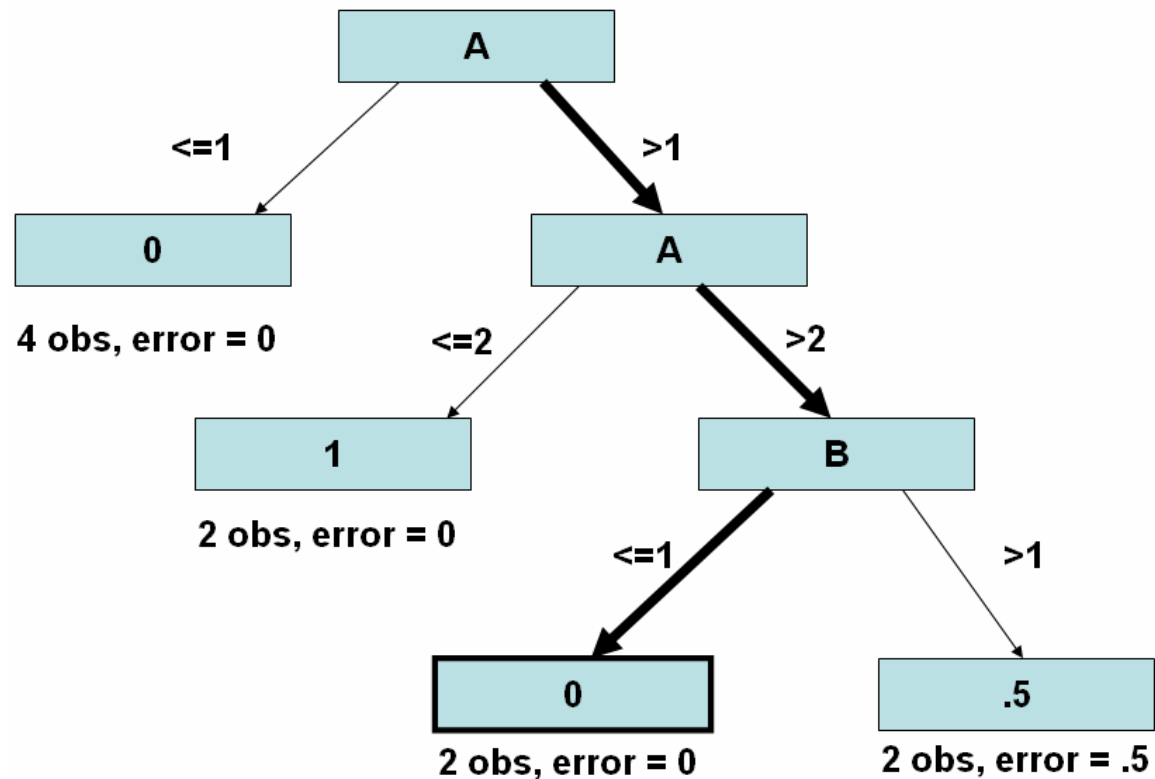 A
<=1
>1
0
A
4 obs, error = 0
<=2
>2
1
B
2 obs, error = 0
<=1
>1
0
.5
2 obs, error = 0
2 obs, error = .5